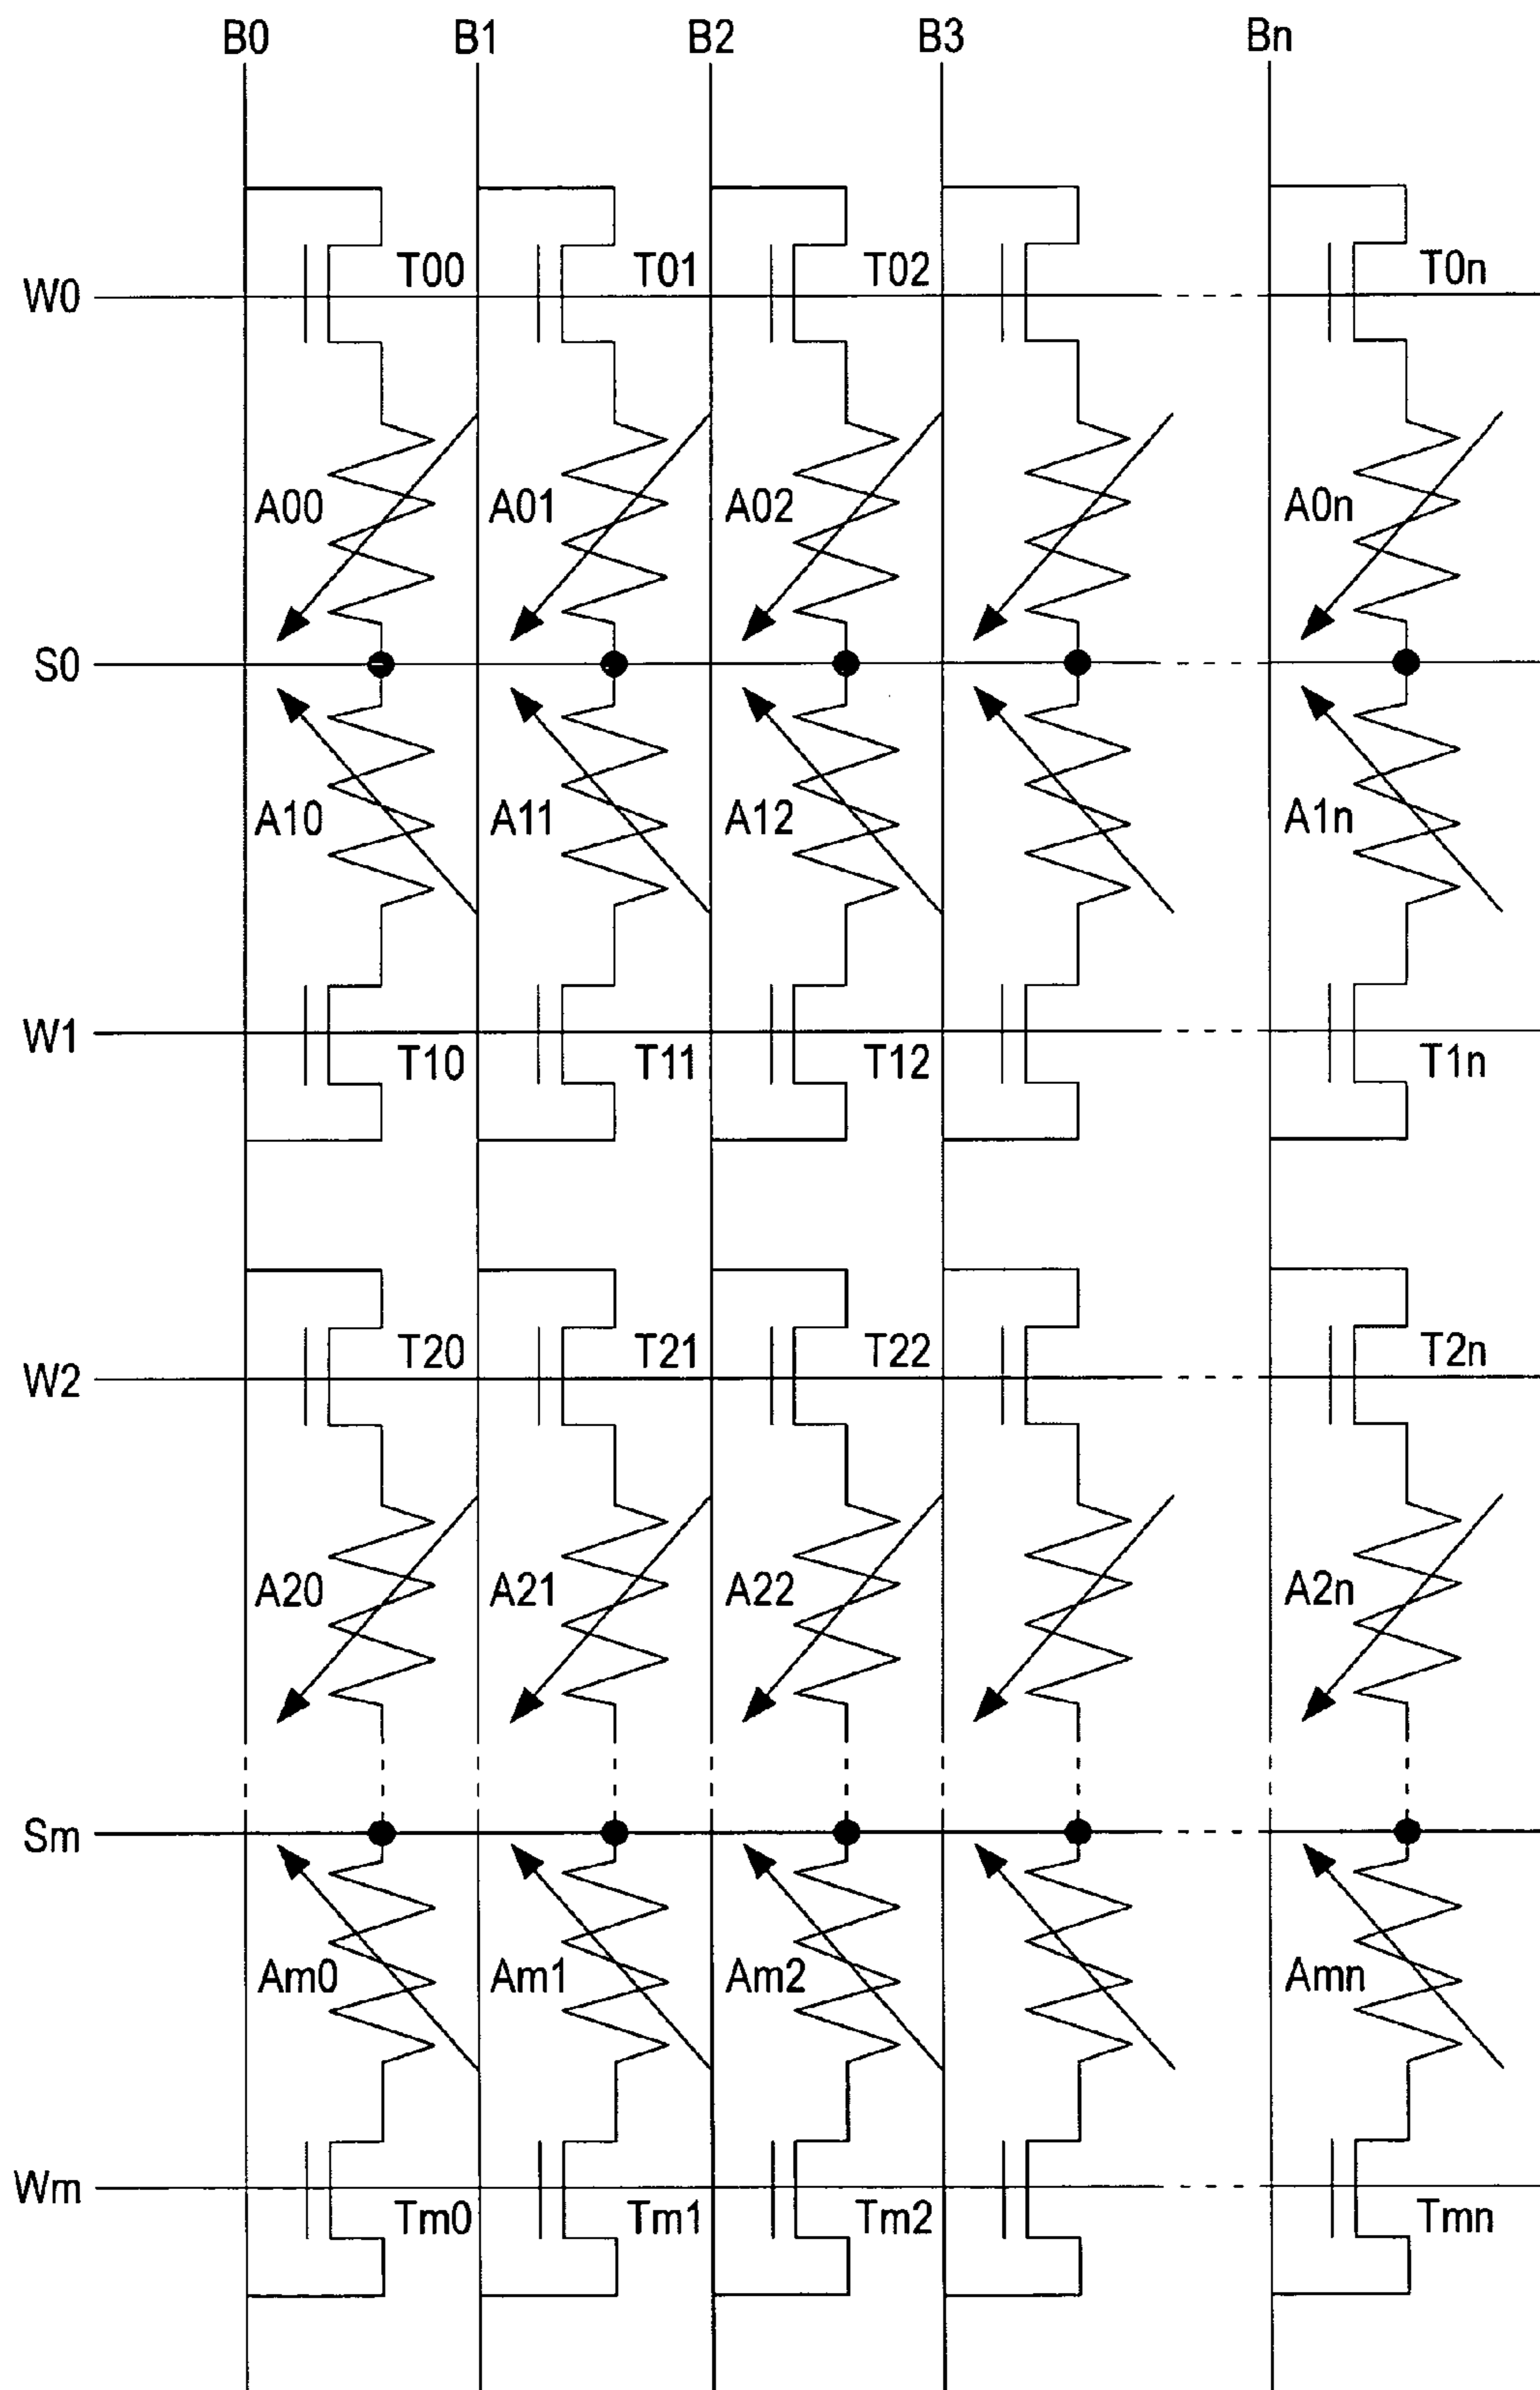 B0 B1 B2 B3 Bn
W0 T00 T01 T02 T0n
A00 A01 A02 A0n
S0
A10 A11 A12 A1n
W1 T10 T11 T12 T1n
W2 T20 T21 T22 T2n
A20 A21 A22 A2n
Sm
Am0 Am1 Am2 Amn
Wm Tm0 Tm1 Tm2 Tmn